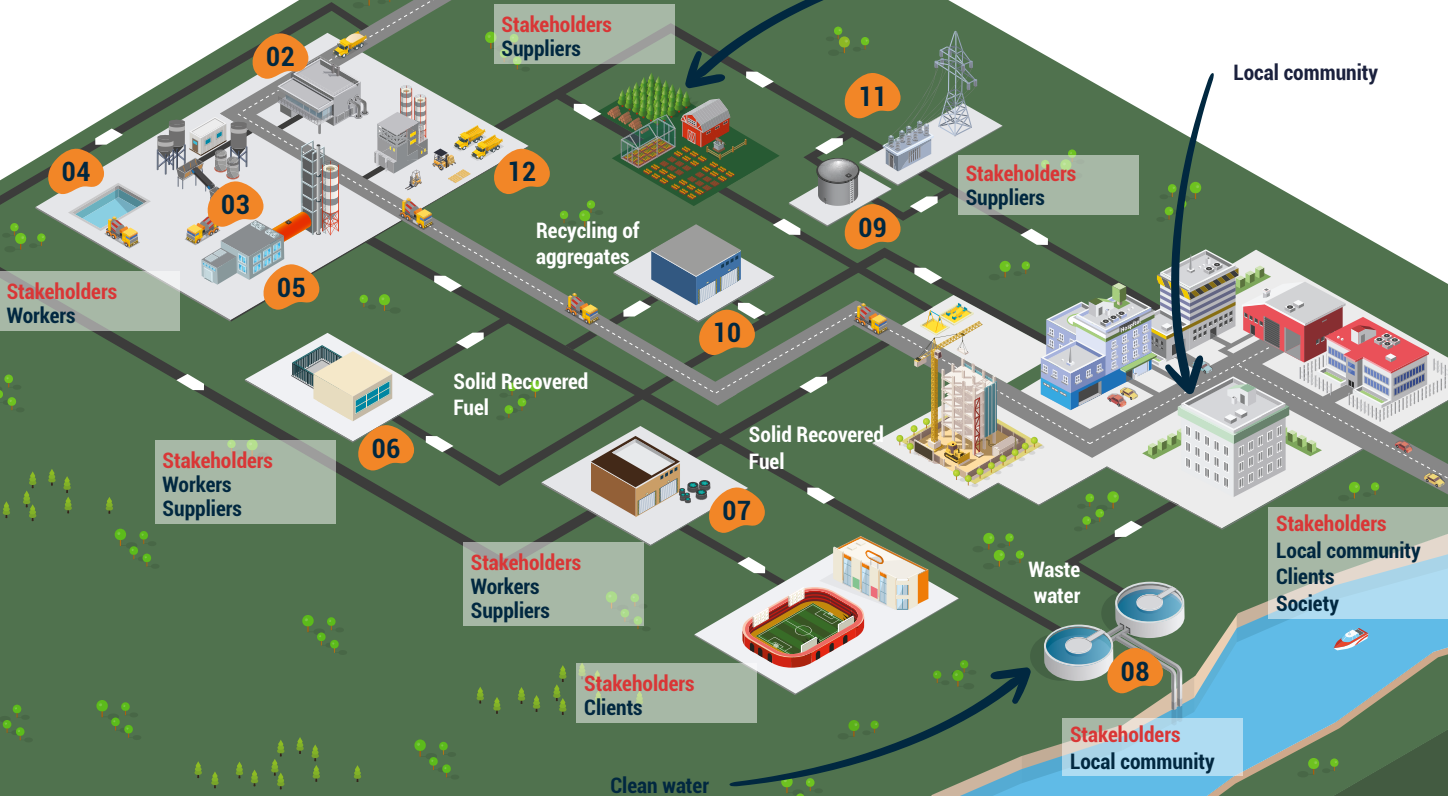 Stakeholders
Suppliers
02
Local community
11
04
12
Stakeholders
Suppliers
03
09
Recycling of
aggregates
05
Stakeholders
Workers
10
Solid Recovered
Fuel
Solid Recovered
Fuel
06
Stakeholders
Workers
Suppliers
07
Hospital
Stakeholders
Local community
Clients
Society
Stakeholders
Workers
Suppliers
Waste
water
08
Stakeholders
Clients
Stakeholders
Local community
Clean water